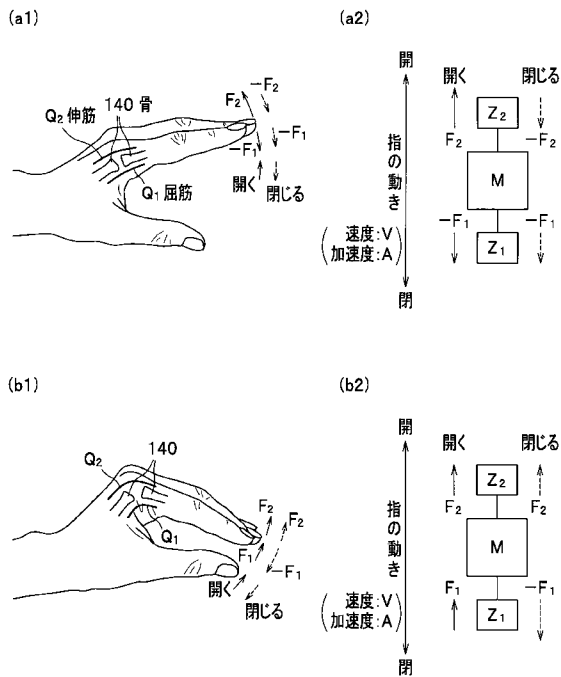 (a1)
Q₂ 伸筋
140 骨
F₂
−F₂
−F₁
−F₁
開く
閉じる
Q₁ 屈筋
(a2)
開
開く
閉じる
Z₂
F₂
−F₂
指の動き
M
(速度:V
加速度:A)
−F₁
−F₁
Z₁
閉
(b1)
Q₂
140
Q₁
F₂
F₂
F₁
−F₁
開く
閉じる
(b2)
開
開く
閉じる
Z₂
F₂
F₂
指の動き
M
(速度:V
加速度:A)
F₁
−F₁
Z₁
閉